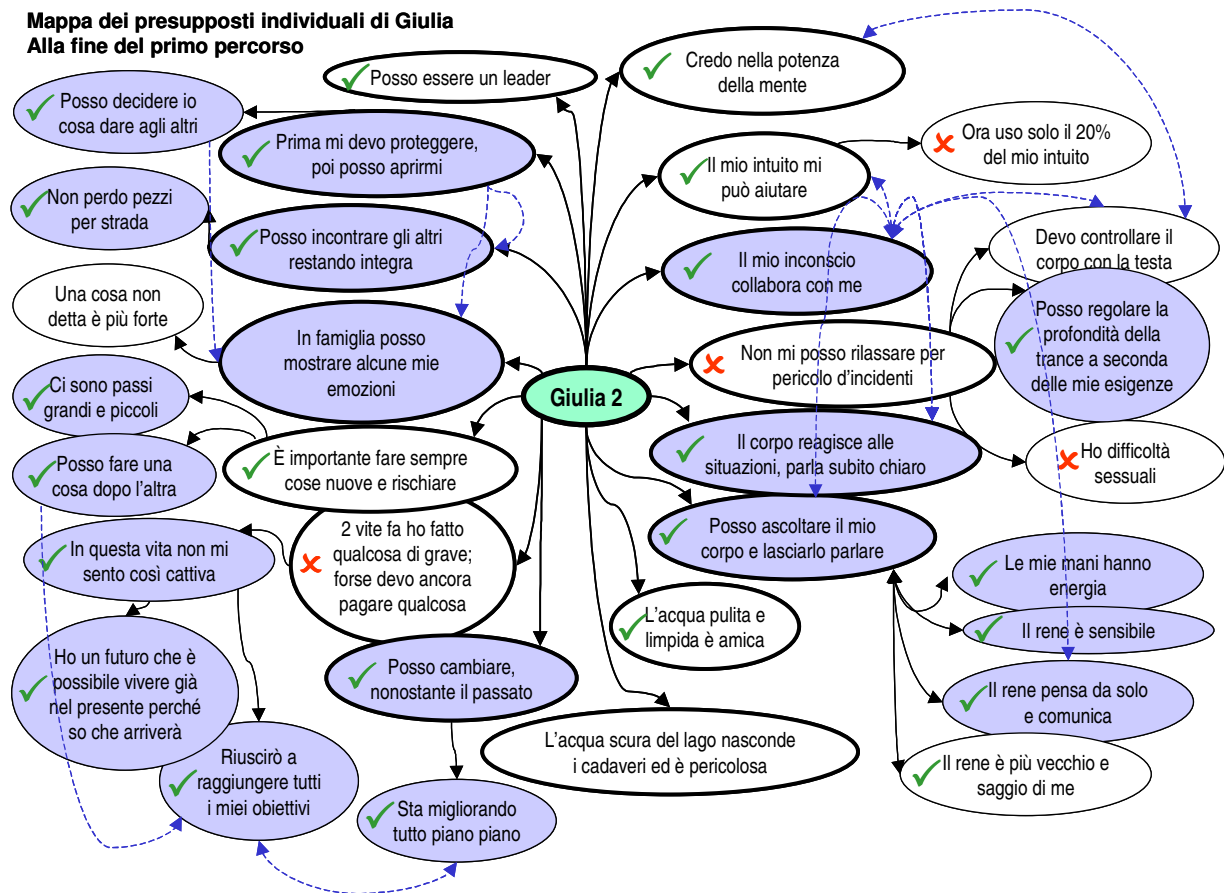 Mappa dei presupposti individuali di Giulia
Alla fine del primo percorso
Posso essere un leader
Credo nella potenza
della mente
Posso decidere io
cosa dare agli altri
Prima mi devo proteggere,
poi posso aprirmi
Il mio intuito mi
può aiutare
Ora uso solo il 20%
del mio intuito
Non perdo pezzi
per strada
Posso incontrare gli altri
restando integra
Il mio inconscio
collabora con me
Devo controllare il
corpo con la testa
Una cosa non
detta è più forte
In famiglia posso
mostrare alcune mie
emozioni
Non mi posso rilassare per
pericolo d'incidenti
Posso regolare la
profondità della
trance a seconda
delle mie esigenze
Giulia 2
Ci sono passi
grandi e piccoli
Posso fare una
cosa dopo l'altra
È importante fare sempre
cose nuove e rischiare
Il corpo reagisce alle
situazioni, parla subito chiaro
Ho difficoltà
sessuali
In questa vita non mi
sento così cattiva
2 vite fa ho fatto
qualcosa di grave;
forse devo ancora
pagare qualcosa
Posso ascoltare il mio
corpo e lasciarlo parlare
Le mie mani hanno
energia
Il rene è sensibile
L'acqua pulita e
limpida è amica
Ho un futuro che è
possibile vivere già
nel presente perché
so che arriverà
Posso cambiare,
nonostante il passato
Il rene pensa da solo
e comunica
L'acqua scura del lago nasconde
i cadaveri ed è pericolosa
Il rene è più vecchio e
saggio di me
Riuscirò a
raggiungere tutti
i miei obiettivi
Sta migliorando
tutto piano piano